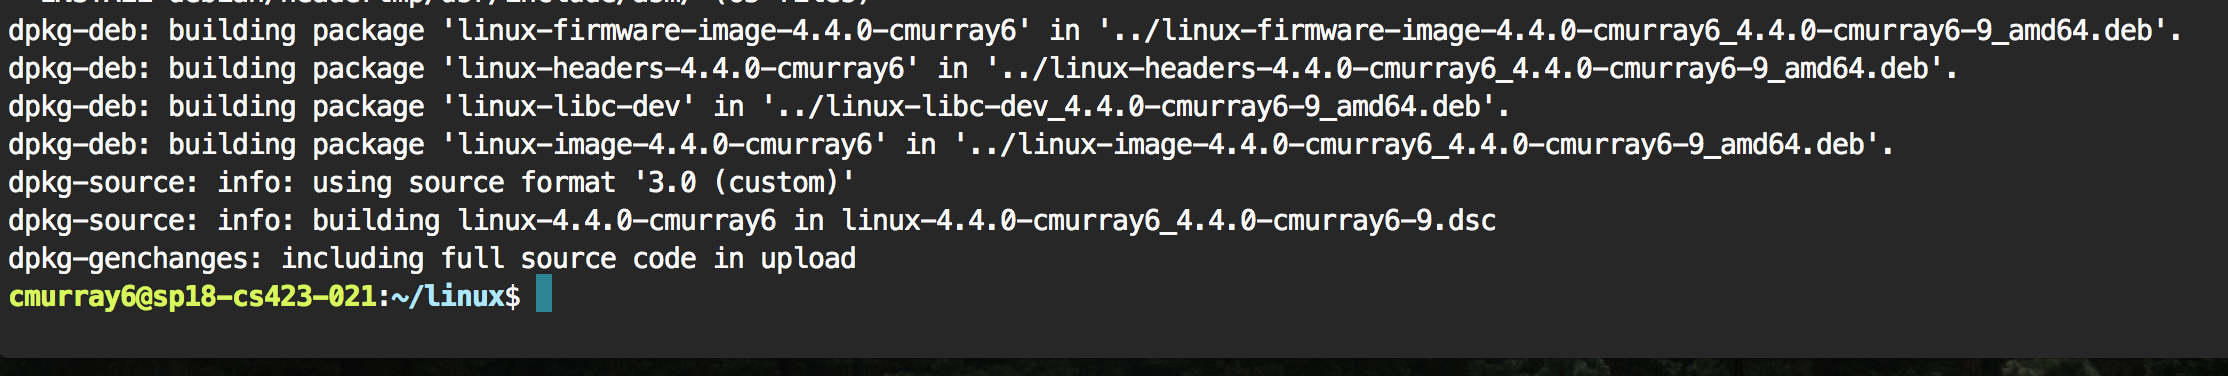 dpkg-deb: building package 'linux-firmware-image-4.4.0-cmurray6' in '../linux-firmware-image-4.4.0-cmurray6_4.4.0-cmurray6-9_amd64.deb'.
dpkg-deb: building package 'linux-headers-4.4.0-cmurray6' in '../linux-headers-4.4.0-cmurray6_4.4.0-cmurray6-9_amd64.deb'.
dpkg-deb: building package 'linux-libc-dev' in '../linux-libc-dev_4.4.0-cmurray6-9_amd64.deb'.
dpkg-deb: building package 'linux-image-4.4.0-cmurray6' in '../linux-image-4.4.0-cmurray6_4.4.0-cmurray6-9_amd64.deb'.
dpkg-source: info: using source format '3.0 (custom)'
dpkg-source: info: building linux-4.4.0-cmurray6 in linux-4.4.0-cmurray6_4.4.0-cmurray6-9.dsc
dpkg-genchanges: including full source code in upload
cmurray6@sp18-cs423-021:~/linux$